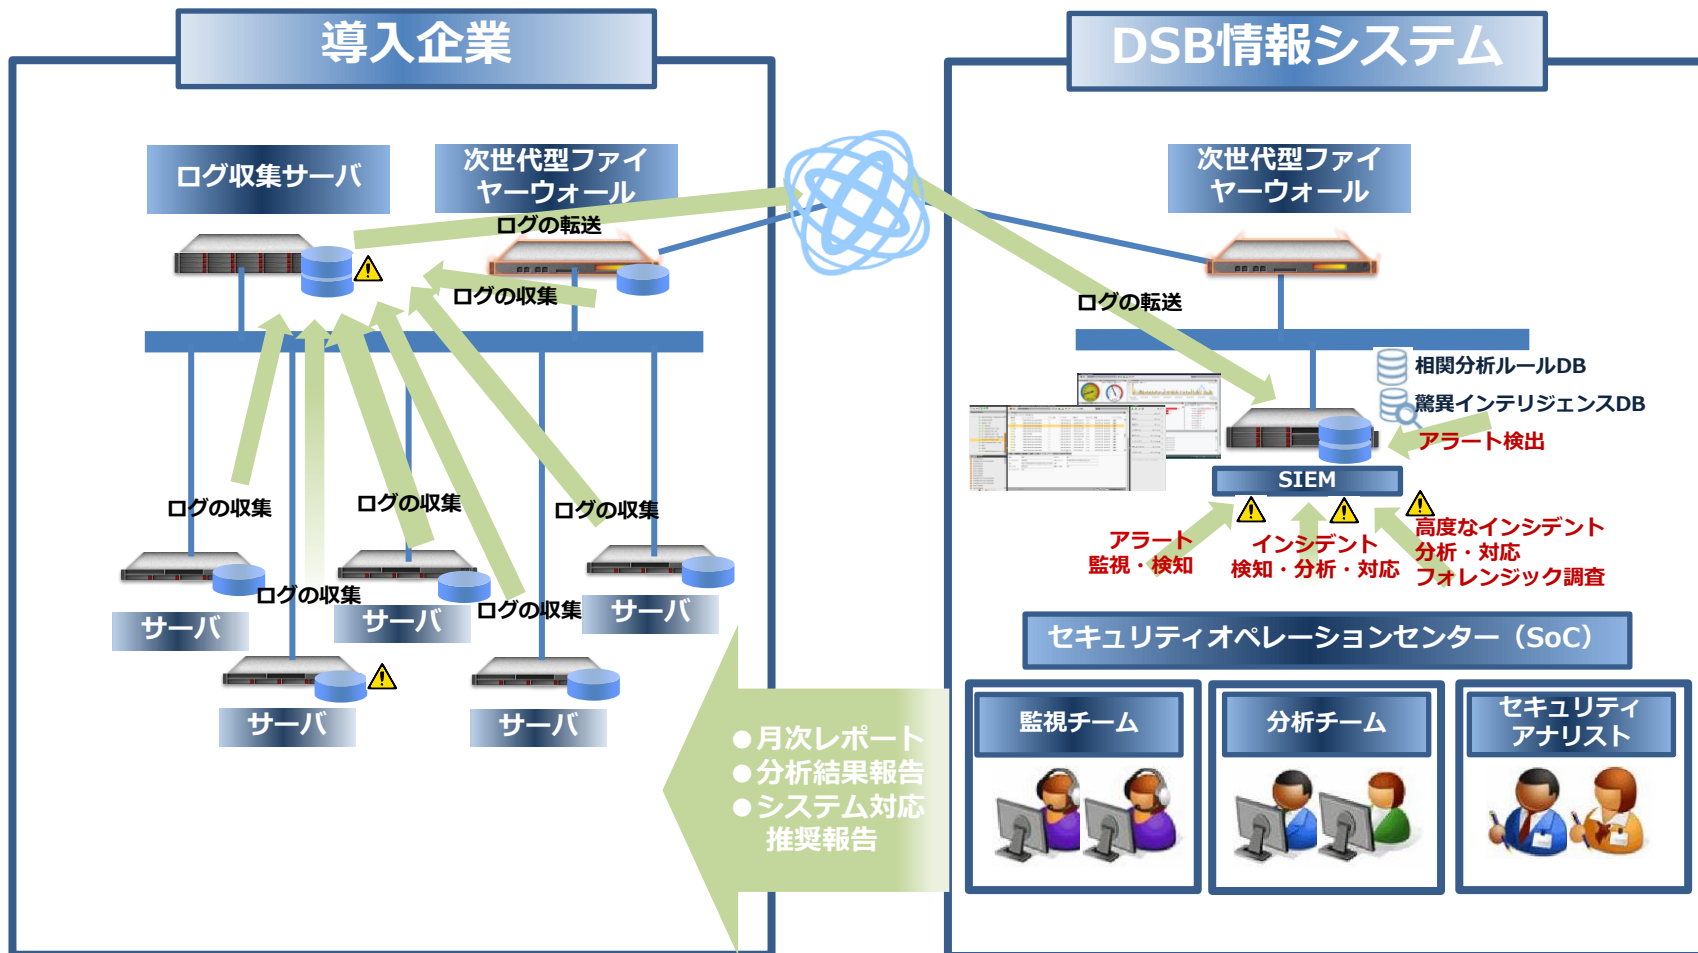 導入企業
ログ収集サーバ
次世代型ファイ
ヤーウォール
ログの転送
ログの収集
ログの収集
ログの収集
ログの収集
ログの収集
ログの収集
サーバ
サーバ
サーバ
サーバ
サーバ
●月次レポート
●分析結果報告
●システム対応
推奨報告
DSB情報システム
次世代型ファイ
ヤーウォール
ログの転送
相関分析ルールDB
驚異インテリジェンスDB
アラート検出
SIEM
アラート
監視・検知
インシデント
検知・分析・対応
高度なインシデント
分析・対応
フォレンジック調査
セキュリティオペレーションセンター（SoC）
監視チーム
分析チーム
セキュリティ
アナリスト